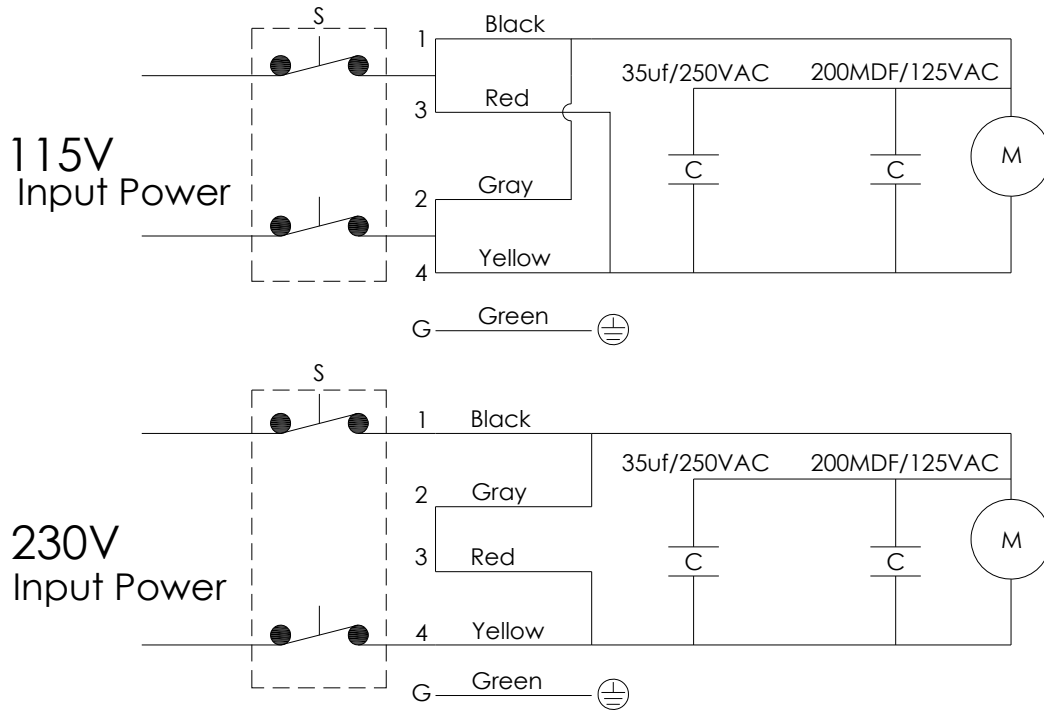 S
1 Black
35uf/250VAC 200MDF/125VAC
3 Red
115V
Input Power
C C M
2 Gray
4 Yellow
G Green
S
1 Black
35uf/250VAC 200MDF/125VAC
2 Gray
230V
Input Power
3 Red
C C M
4 Yellow
G Green